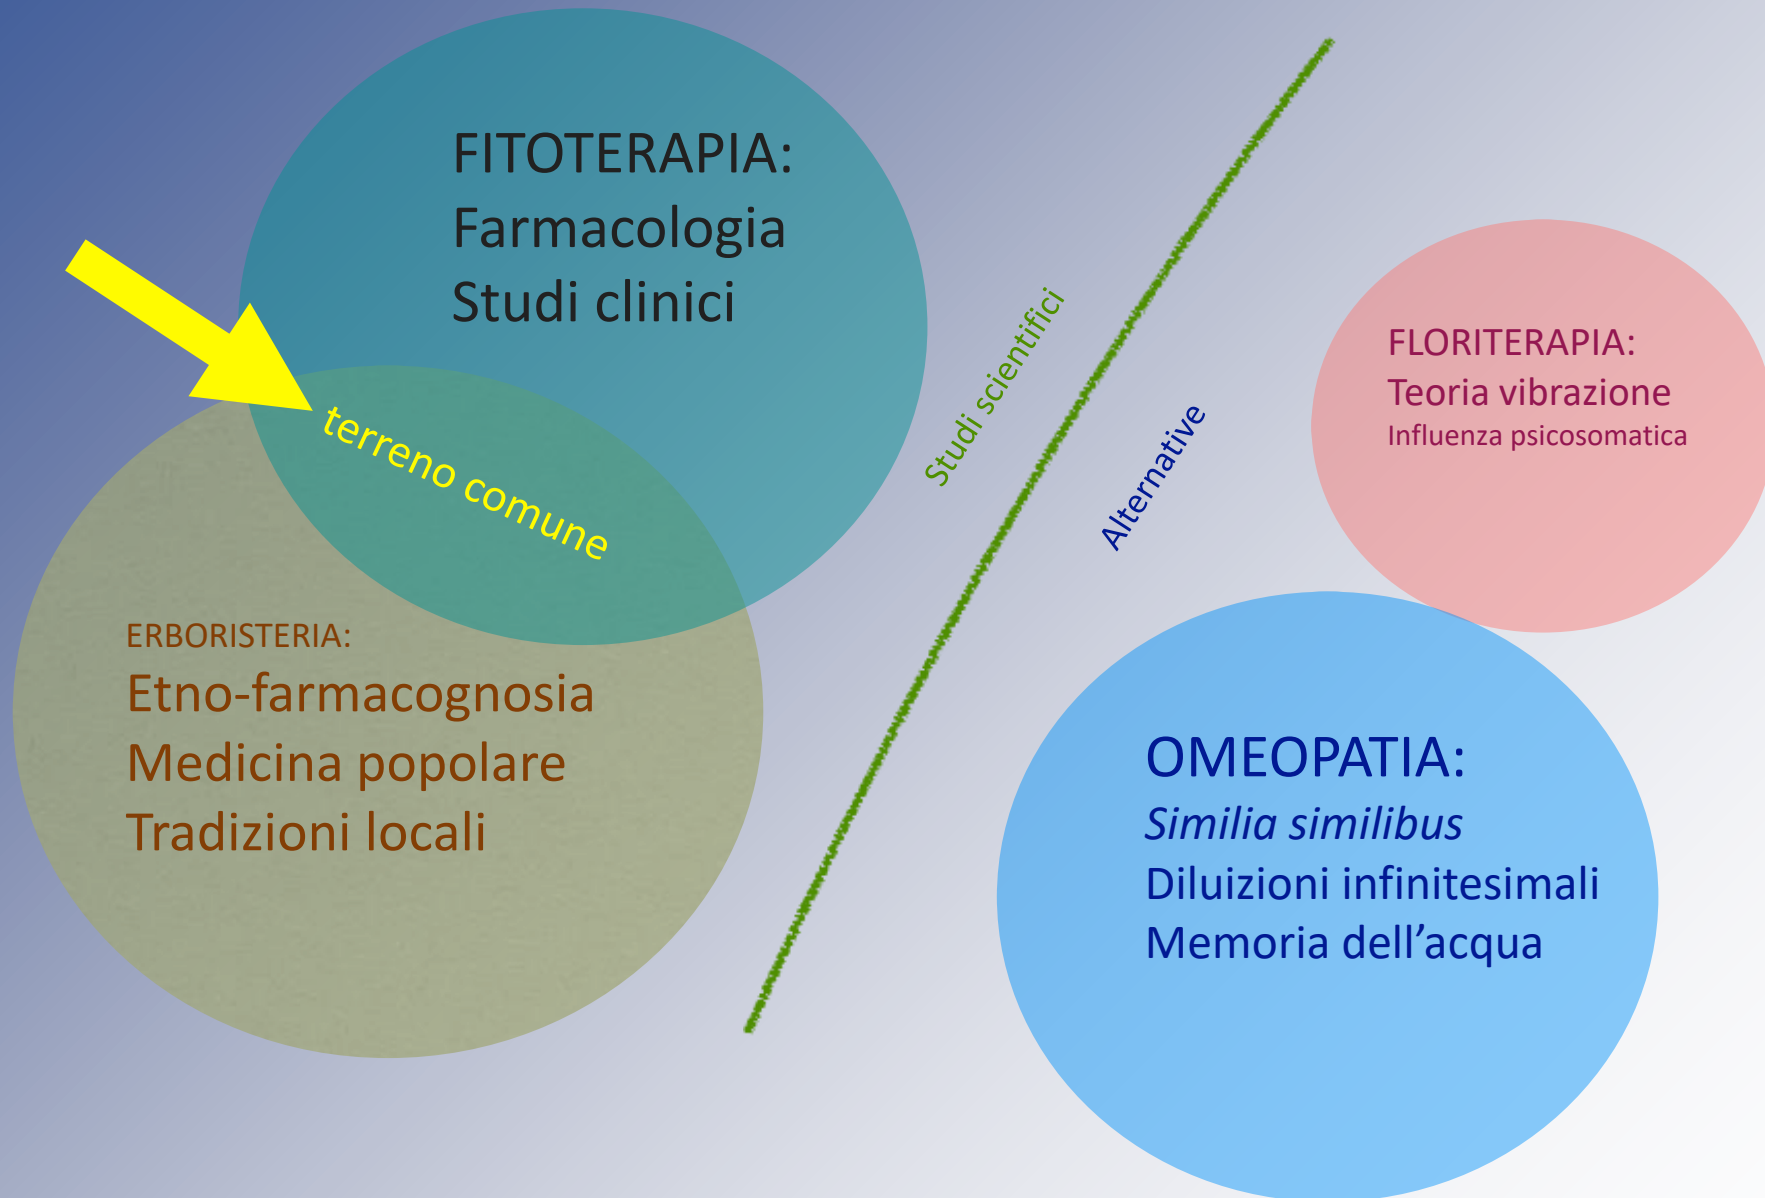 FITOTERAPIA:
Farmacologia
Studi clinici
terreno comune
ERBORISTERIA:
Etno-farmacognosia
Medicina popolare
Tradizioni locali
Studi scientifici
Alternative
FLORITERAPIA:
Teoria vibrazione
Influenza psicosomatica
OMEOPATIA:
Similia similibus
Diluizioni infinitesimali
Memoria dell’acqua